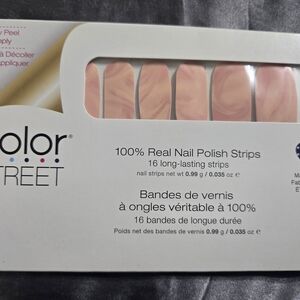 Peel
à Décoller
Appliquer
olor®
REET
100% Real Nail Polish Strips
16 long-lasting strips
nail strips net wt 0.99 g / 0.035 oz e
Bandes de vernis
à ongles véritable à 100%
16 bandes de longue durée
Poids net des bandes de vernis 0.99 g / 0.035 oz e